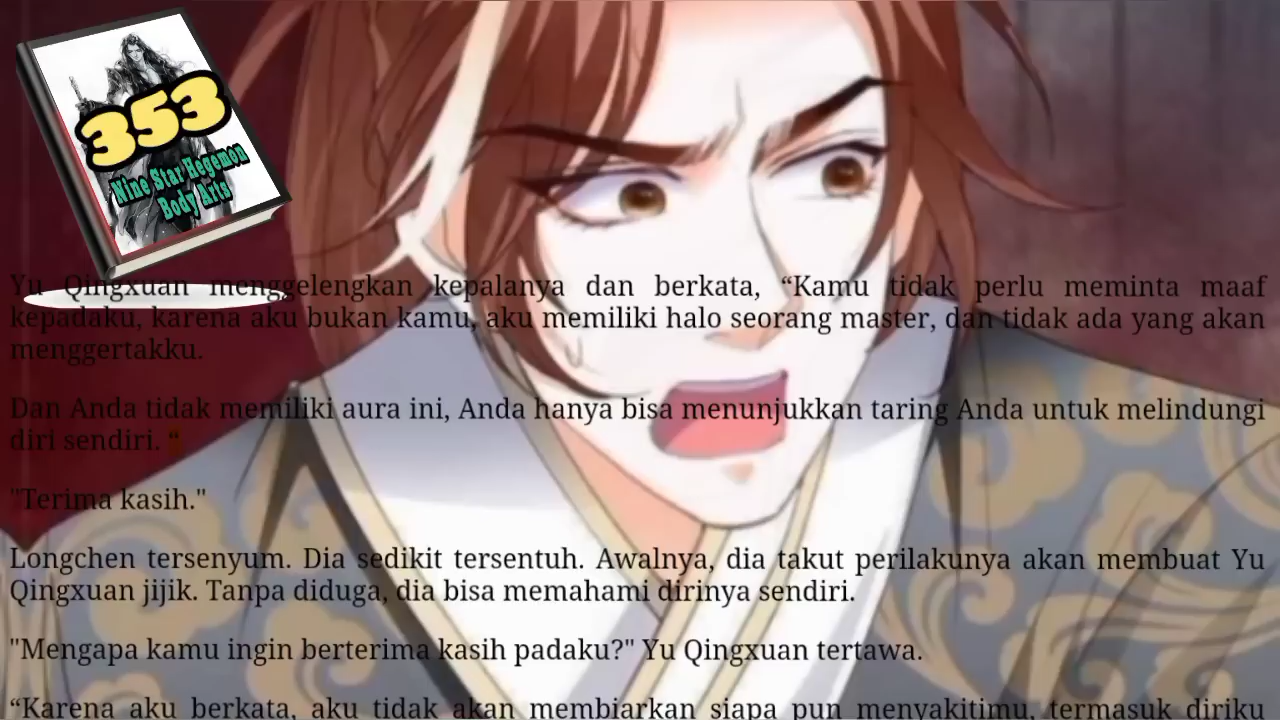 353
Nine Star Hegemon
Body Arts
Yu Qingxuan menggelengkan kepalanya dan berkata, “Kamu tidak perlu meminta maaf
kepadaku, karena aku bukan kamu, aku memiliki halo seorang master, dan tidak ada yang akan
menggertakku.
Dan Anda tidak memiliki aura ini, Anda hanya bisa menunjukkan taring Anda untuk melindungi
diri sendiri. “
"Terima kasih."
Longchen tersenyum. Dia sedikit tersentuh. Awalnya, dia takut perilakunya akan membuat Yu
Qingxuan jijik. Tanpa diduga, dia bisa memahami dirinya sendiri.
"Mengapa kamu ingin berterima kasih padaku?" Yu Qingxuan tertawa.
“Karena aku berkata, aku tidak akan membiarkan siapa pun menyakitimu, termasuk diriku